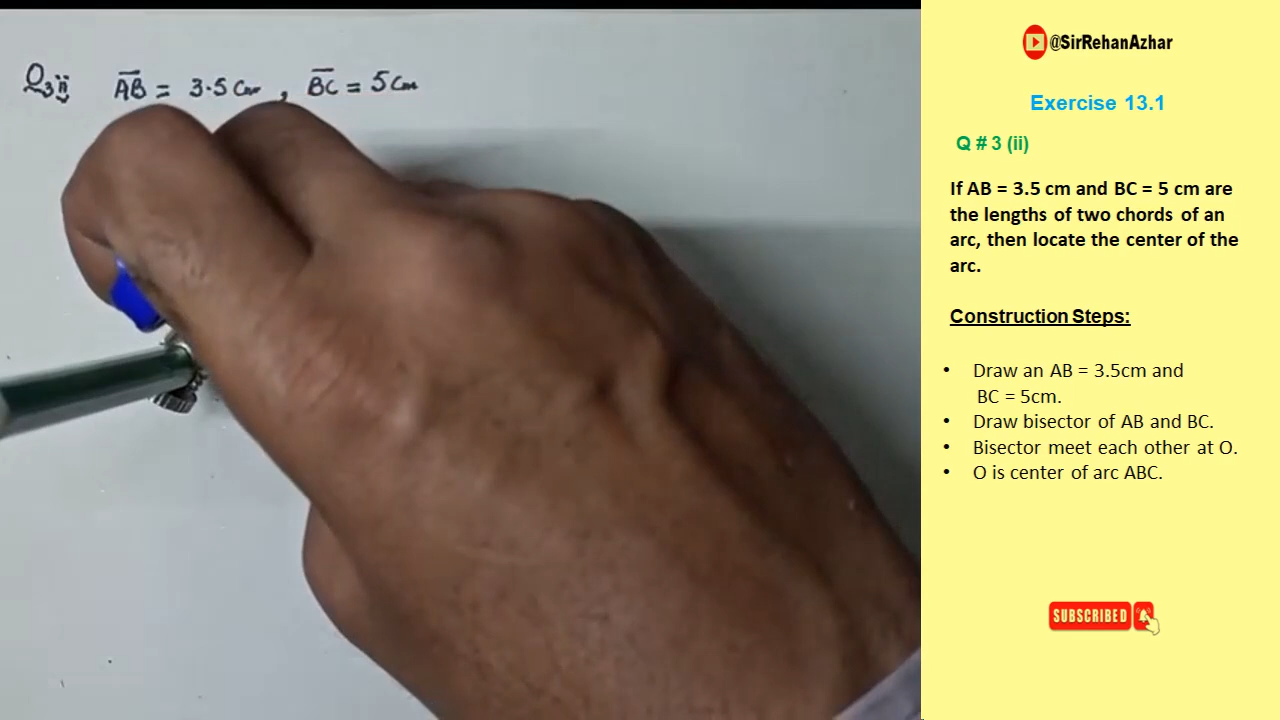 Q3ii AB = 3.5 cm , BC = 5 cm
@SirRehanAzhar
Exercise 13.1
Q # 3 (ii)
If AB = 3.5 cm and BC = 5 cm are
the lengths of two chords of an
arc, then locate the center of the
arc.
Construction Steps:
• Draw an AB = 3.5cm and
BC = 5cm.
• Draw bisector of AB and BC.
• Bisector meet each other at O.
• O is center of arc ABC.
SUBSCRIBED